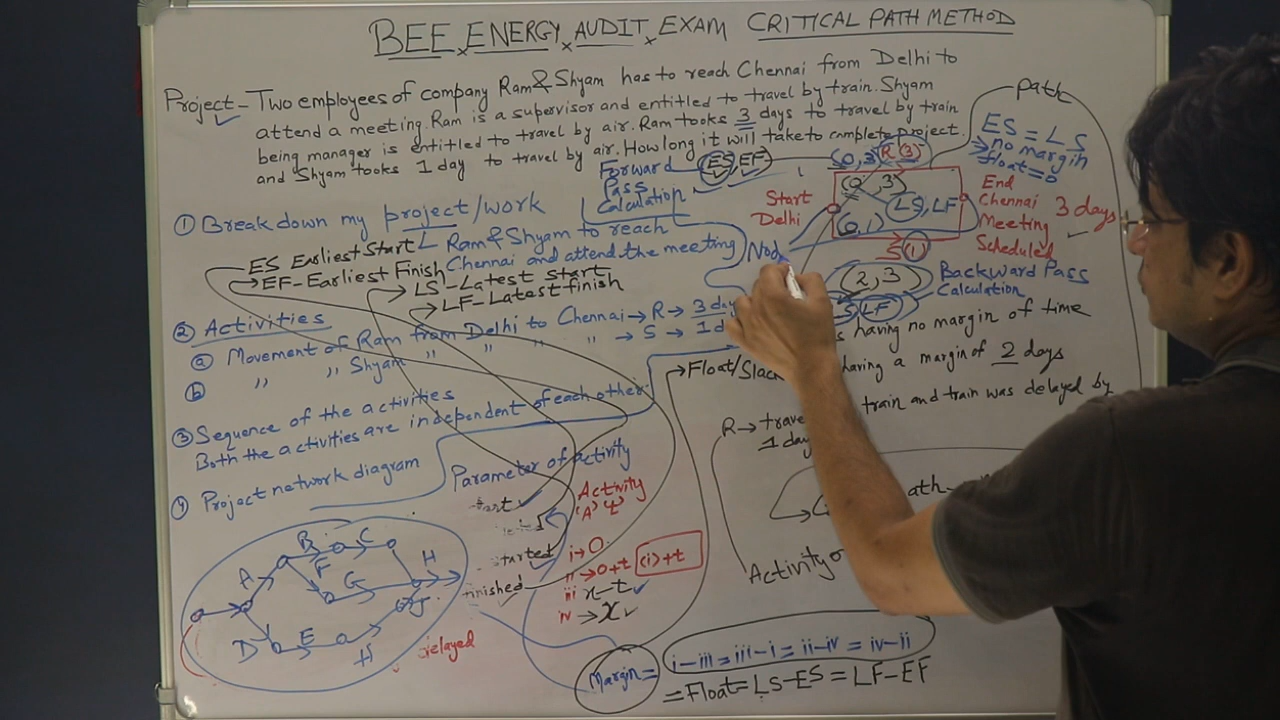 BEE ENERGY AUDIT EXAM CRITICAL PATH METHOD
Project - Two employees of company Ram & Shyam has to reach Chennai from Delhi to
attend a meeting. Ram is a supervisor and entitled to travel by train. Shyam
being manager is entitled to travel by air. Ram tooks 3 days to travel by train
and Shyam tooks 1 day to travel by air. How long it will take to complete project.
path
ES = LS
no margin
float = 0
Forward
Pass
Calculation
(ES, EF)
(0, 3) R (3)
(0, 3)
(LS, LF)
(0, 1)
S (1)
Start
Delhi
End
Chennai
Meeting
Scheduled
3 days
① Break down my project/work
Ram & Shyam to reach
Chennai and attend the meeting
ES Earliest Start
EF - Earliest Finish
LS - Latest start
LF - Latest finish
Nod
(2, 3)
LF
Backward Pass
Calculation
② Activities
ⓐ Movement of Ram from Delhi to Chennai → R → 3 day
ⓑ " " Shyam " " " " → S → 1 d
having no margin of time
Float/Slack
having a margin of 2 days
③ Sequence of the activities
Both the activities are independent of each other
R → trave
train and train was delayed by
1 day
④ Project network diagram
Parameter of activity
Activity
'A' 't'
tart
tarted
inished
i → 0
ii → 0+t (i)+t
iii x-t
iv → x
ath
Activity
A B C F G H D E H
delayed
Margin = i-iii = iii-i = ii-iv = iv-ii
= Float = LS-ES = LF-EF